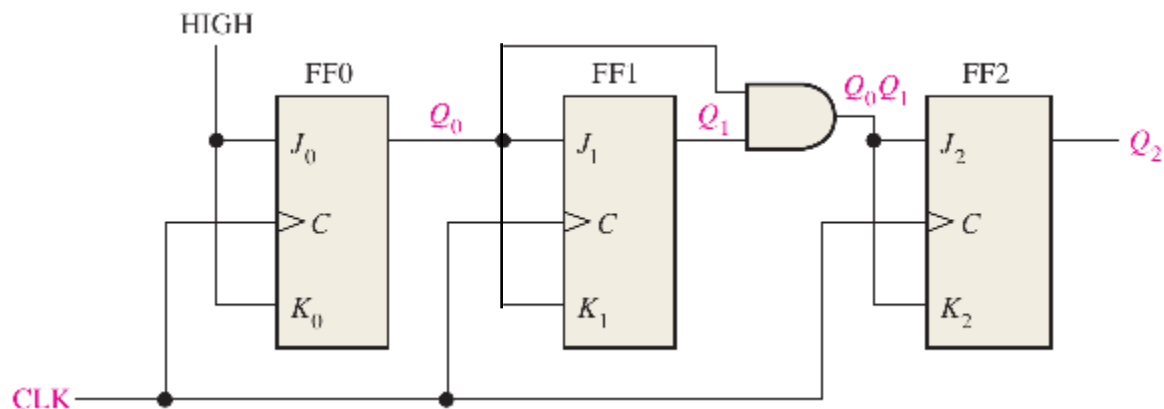 HIGH
FF0
FF1
FF2
Q₀
Q₁
Q₀Q₁
J₀
J₁
J₂
Q₂
C
C
C
K₀
K₁
K₂
CLK